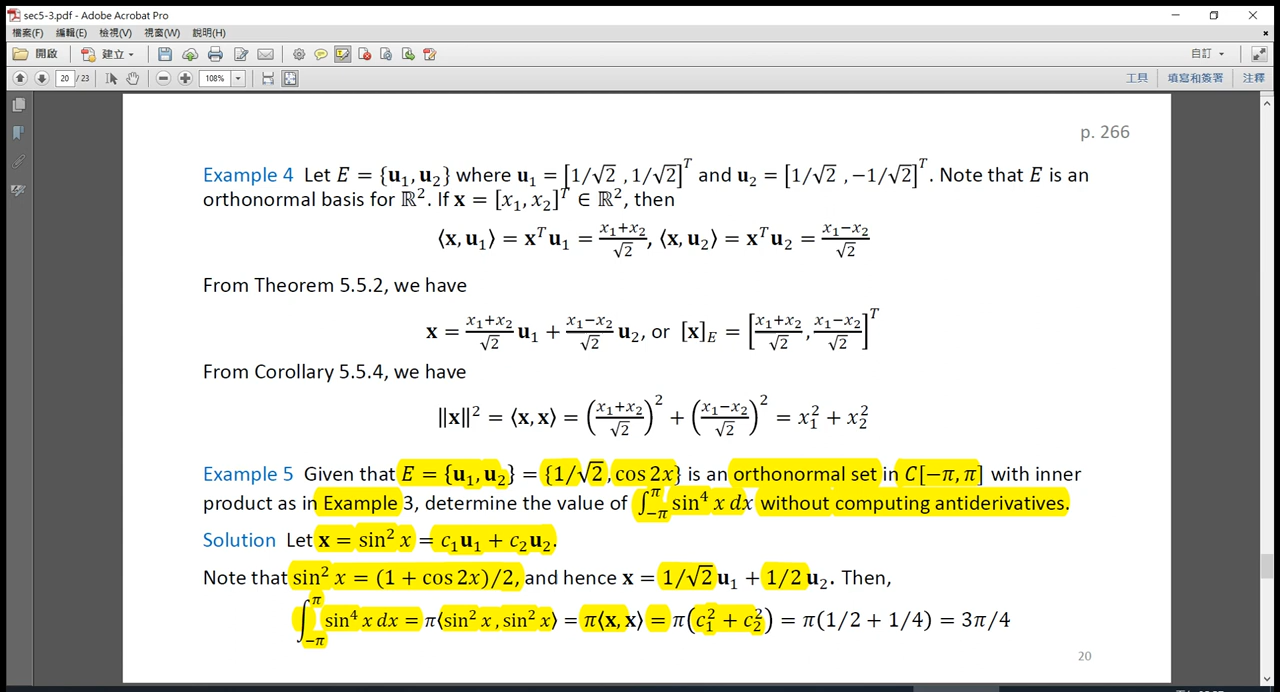 sec5-3.pdf - Adobe Acrobat Pro
檔案(F) 編輯(E) 檢視(V) 視窗(W) 說明(H)
開啟 建立 自訂
20 / 23 108% 工具 填寫和簽署 注釋
p. 266
Example 4 Let E = {u₁, u₂} where u₁ = [1/√2 , 1/√2]ᵀ and u₂ = [1/√2 , −1/√2]ᵀ. Note that E is an
orthonormal basis for ℝ². If x = [x₁, x₂]ᵀ ∈ ℝ², then
⟨x, u₁⟩ = xᵀu₁ = (x₁+x₂)/√2, ⟨x, u₂⟩ = xᵀu₂ = (x₁−x₂)/√2
From Theorem 5.5.2, we have
x = (x₁+x₂)/√2 u₁ + (x₁−x₂)/√2 u₂, or [x]_E = [(x₁+x₂)/√2 , (x₁−x₂)/√2]ᵀ
From Corollary 5.5.4, we have
‖x‖² = ⟨x, x⟩ = ((x₁+x₂)/√2)² + ((x₁−x₂)/√2)² = x₁² + x₂²
Example 5 Given that E = {u₁, u₂} = {1/√2, cos 2x} is an orthonormal set in C[−π, π] with inner
product as in Example 3, determine the value of ∫_{−π}^{π} sin⁴ x dx without computing antiderivatives.
Solution Let x = sin² x = c₁u₁ + c₂u₂.
Note that sin² x = (1 + cos 2x)/2, and hence x = 1/√2 u₁ + 1/2 u₂. Then,
∫_{−π}^{π} sin⁴ x dx = π⟨sin² x , sin² x⟩ = π⟨x, x⟩ = π(c₁² + c₂²) = π(1/2 + 1/4) = 3π/4
20